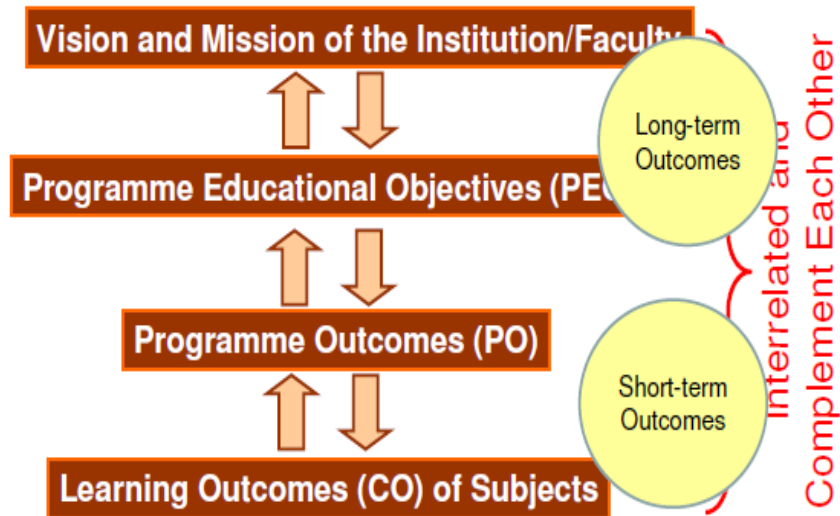 Vision and Mission of the Institution/Faculty
Long-term
Outcomes
Programme Educational Objectives (PEO
Programme Outcomes (PO)
Short-term
Outcomes
Learning Outcomes (CO) of Subjects
Interrelated and
Complement Each Other